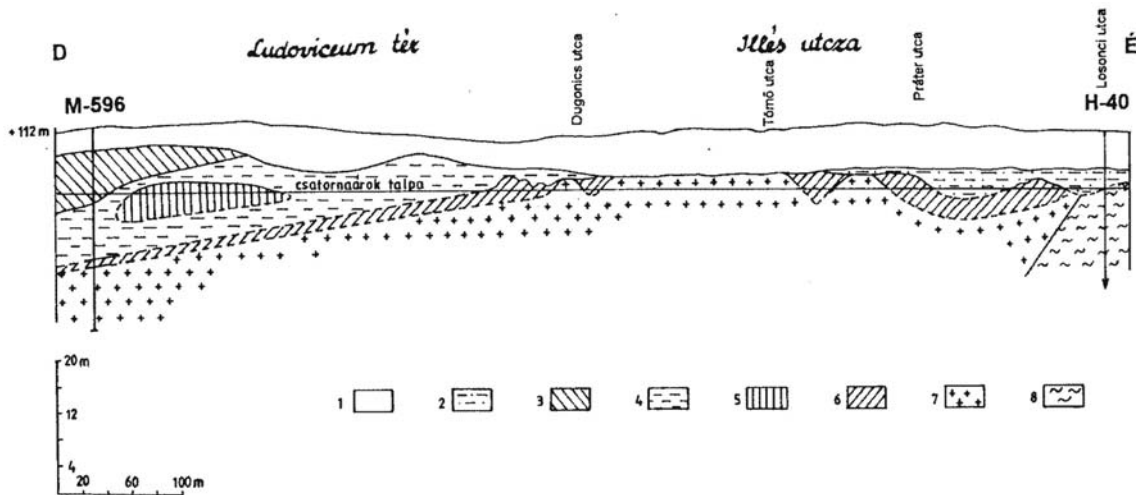 D
Ludoviceum tér
Illés utcza
É
Dugonics utca
Tömő utca
Práter utca
Losonci utca
M-596
H-40
+112 m
csatornaárok talpa
20 m
12
4
20 60 100 m
1 2 3 4 5 6 7 8